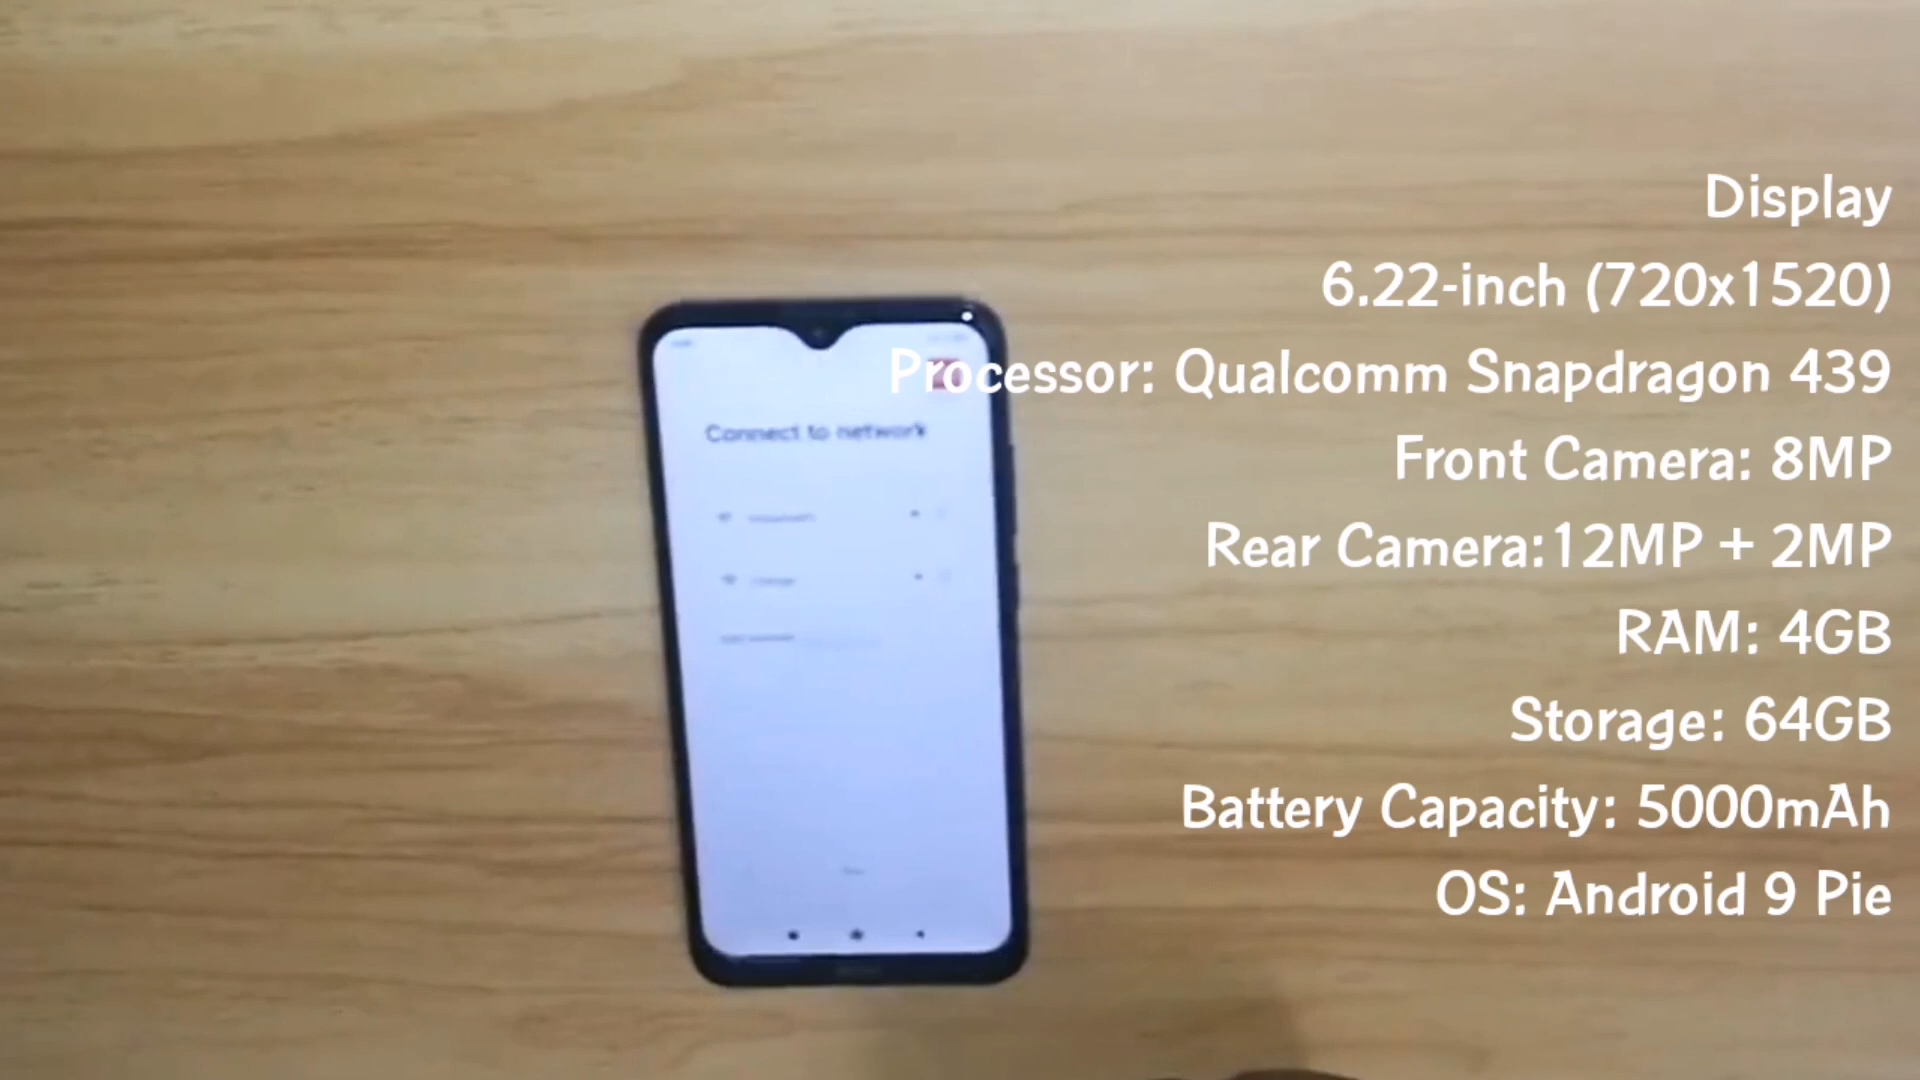 Display
6.22-inch (720x1520)
Processor: Qualcomm Snapdragon 439
Connect to network
Front Camera: 8MP
Rear Camera:12MP + 2MP
RAM: 4GB
Storage: 64GB
Battery Capacity: 5000mAh
OS: Android 9 Pie